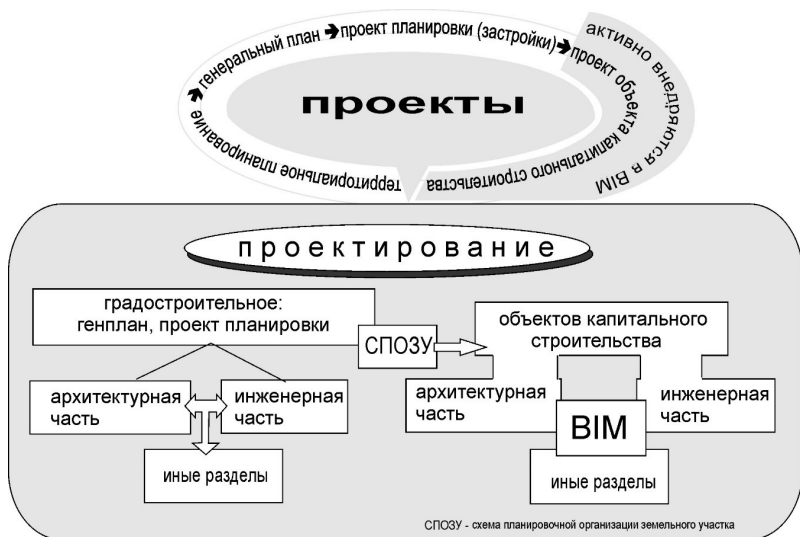 территориальное планирование➔генеральный план➔проект планировки (застройки)➔проект объекта капитального строительства
активно внедряются в BIM
проекты
проектирование
градостроительное:
генплан, проект планировки
СПОЗУ
объектов капитального
строительства
архитектурная
часть
инженерная
часть
иные разделы
архитектурная
часть
инженерная
часть
BIM
иные разделы
СПОЗУ - схема планировочной организации земельного участка